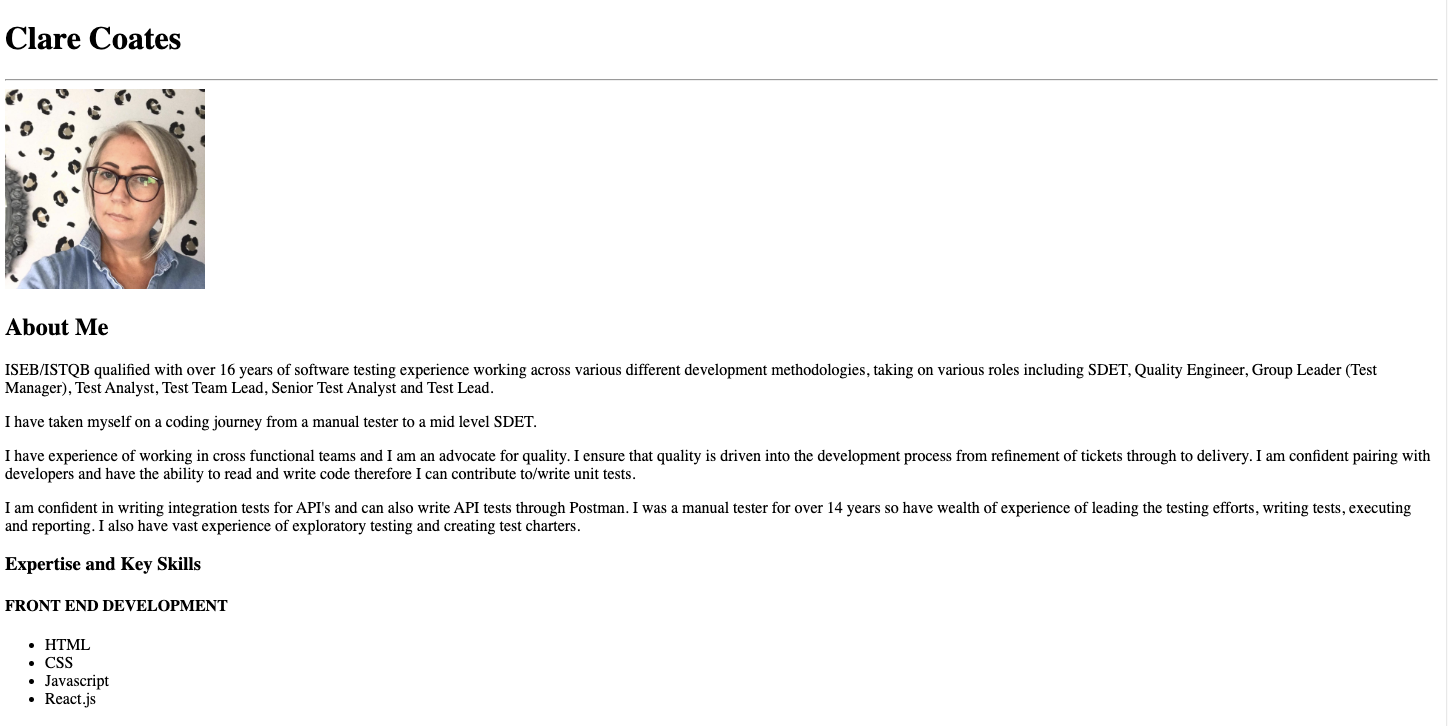 Clare Coates
About Me
ISEB/ISTQB qualified with over 16 years of software testing experience working across various different development methodologies, taking on various roles including SDET, Quality Engineer, Group Leader (Test
Manager), Test Analyst, Test Team Lead, Senior Test Analyst and Test Lead.
I have taken myself on a coding journey from a manual tester to a mid level SDET.
I have experience of working in cross functional teams and I am an advocate for quality. I ensure that quality is driven into the development process from refinement of tickets through to delivery. I am confident pairing with
developers and have the ability to read and write code therefore I can contribute to/write unit tests.
I am confident in writing integration tests for API's and can also write API tests through Postman. I was a manual tester for over 14 years so have wealth of experience of leading the testing efforts, writing tests, executing
and reporting. I also have vast experience of exploratory testing and creating test charters.
Expertise and Key Skills
FRONT END DEVELOPMENT
• HTML
• CSS
• Javascript
• React.js